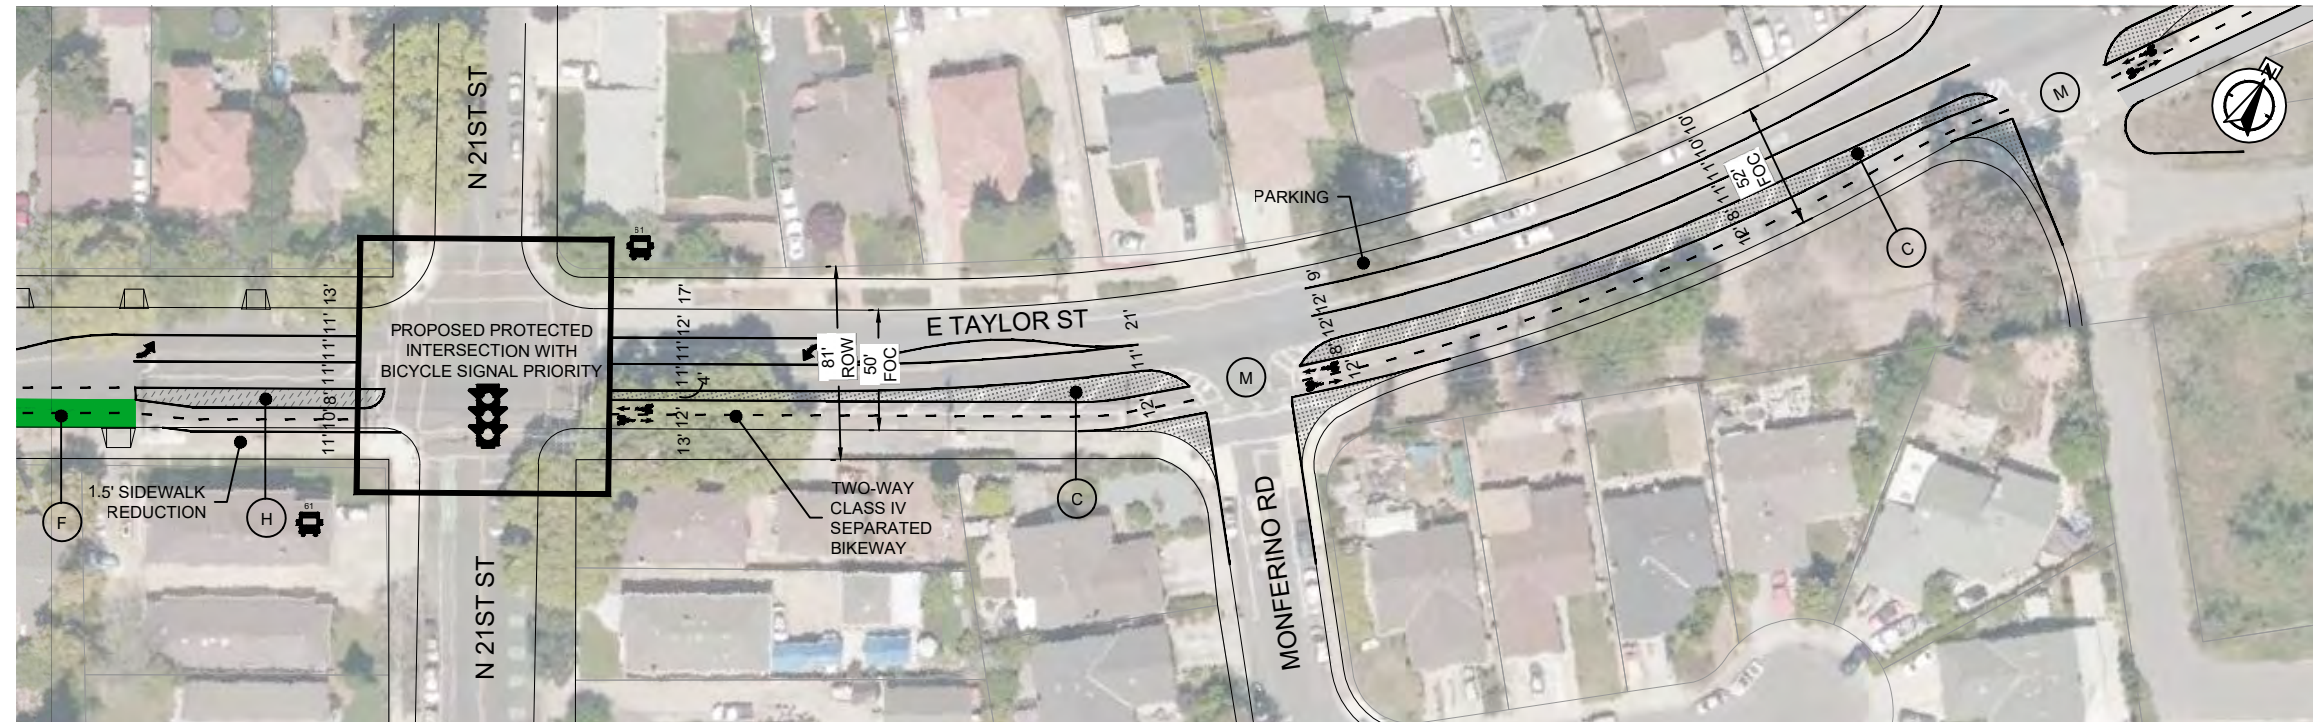 N 21ST ST
N
M
61
PARKING
10'
10'
11'
11'
8'
12'
52'
FOC
C
13'
11'
11'
11'
8'
10'
11'
PROPOSED PROTECTED
INTERSECTION WITH
BICYCLE SIGNAL PRIORITY
17'
12'
11'
11'
4'
12'
13'
81'
ROW
50'
FOC
E TAYLOR ST
21'
11'
12'
9'
12'
12'
8'
12'
M
F
1.5' SIDEWALK
REDUCTION
H
61
TWO-WAY
CLASS IV
SEPARATED
BIKEWAY
C
MONFERINO RD
N 21ST ST